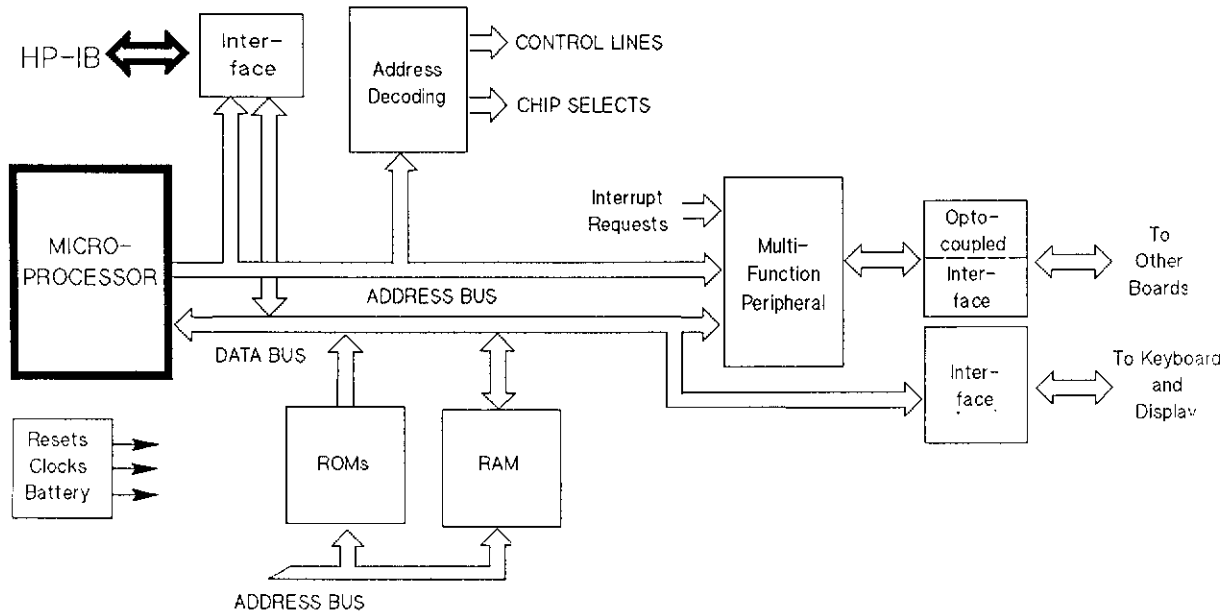 HP-IB
Inter-
face
Address
Decoding
CONTROL LINES
CHIP SELECTS
MICRO-
PROCESSOR
Interrupt
Requests
Multi-
Function
Peripheral
Opto-
coupled
Inter-
face
To
Other
Boards
ADDRESS BUS
DATA BUS
Inter-
face
To Keyboard
and
Display
Resets
Clocks
Battery
ROMs
RAM
ADDRESS BUS